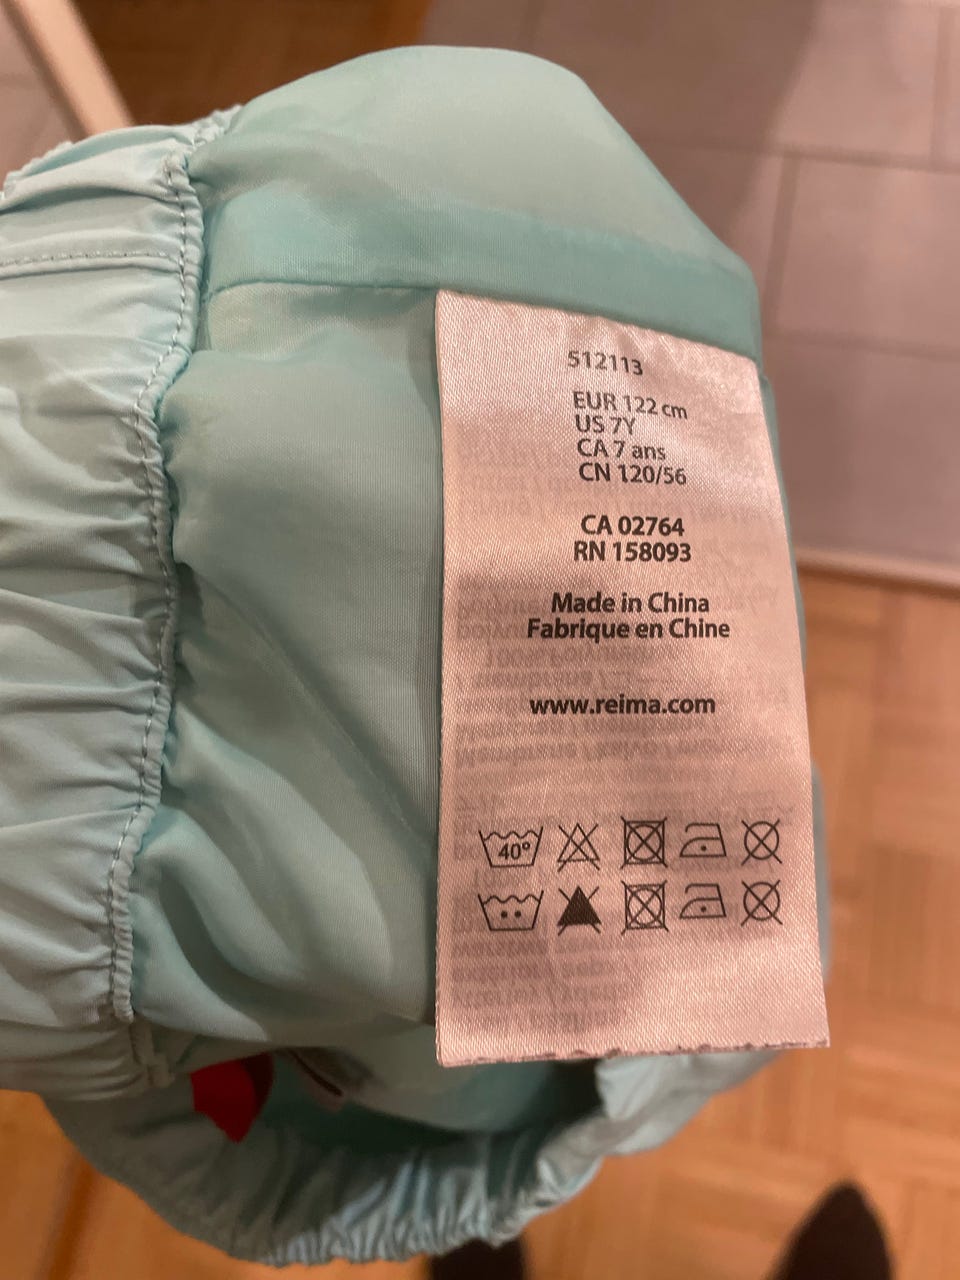 512113
EUR 122 cm
US 7Y
CA 7 ans
CN 120/56
CA 02764
RN 158093
Made in China
Fabrique en Chine
www.reima.com
40°